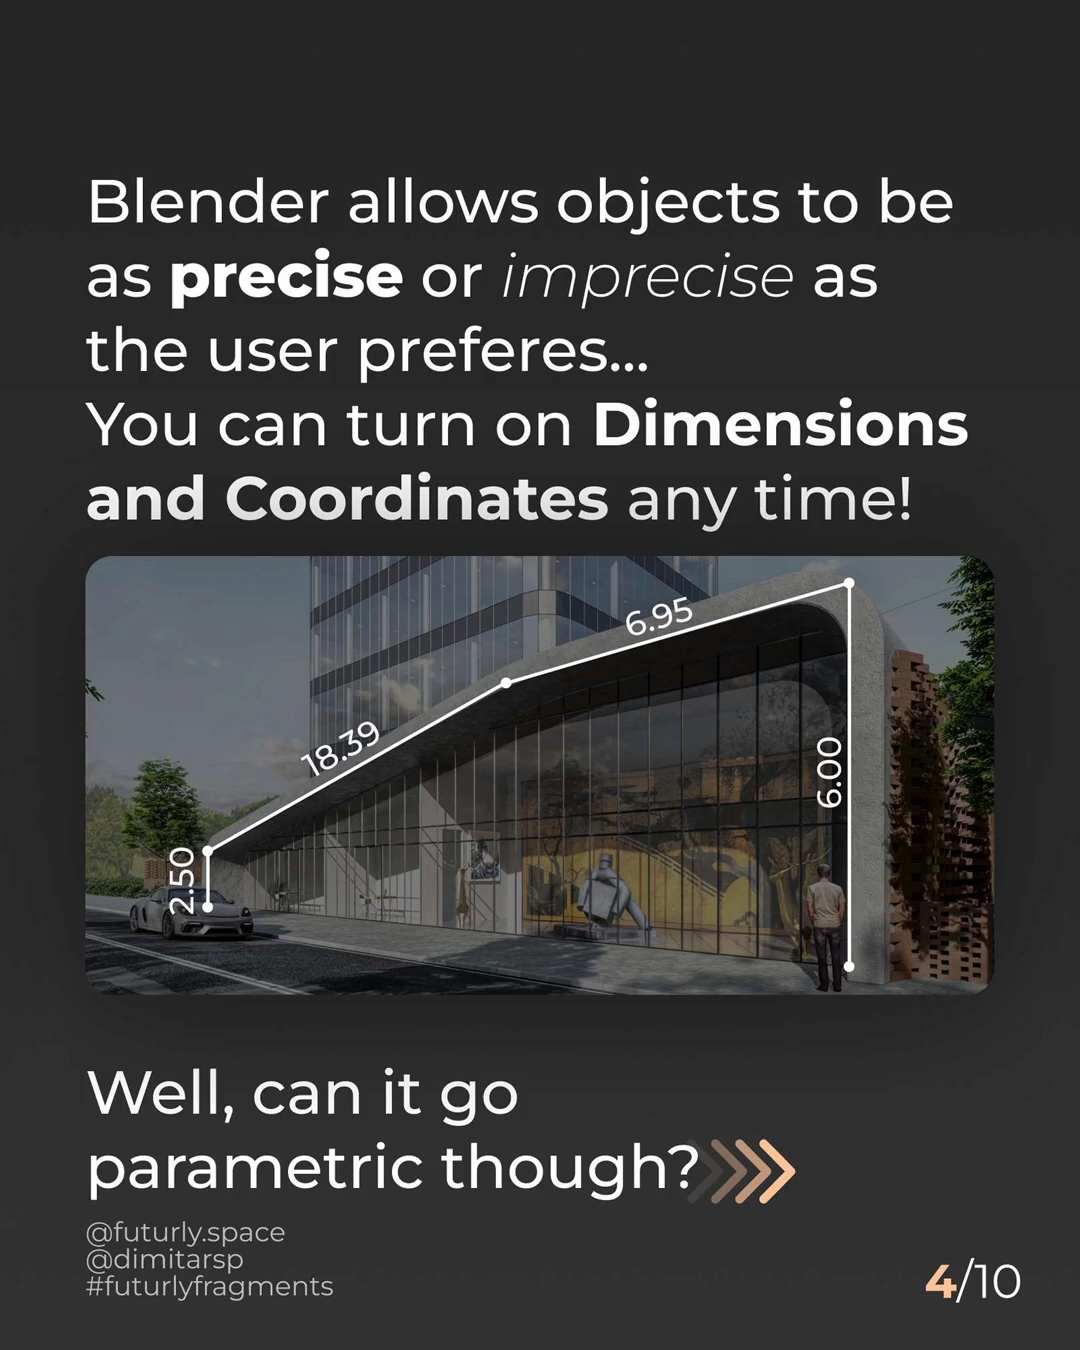 Blender allows objects to be
as precise or imprecise as
the user preferes...
You can turn on Dimensions
and Coordinates any time!
6.95
18.39
6.00
2.50
Well, can it go
parametric though?
@futurly.space
@dimitarsp
#futurlyfragments
4/10